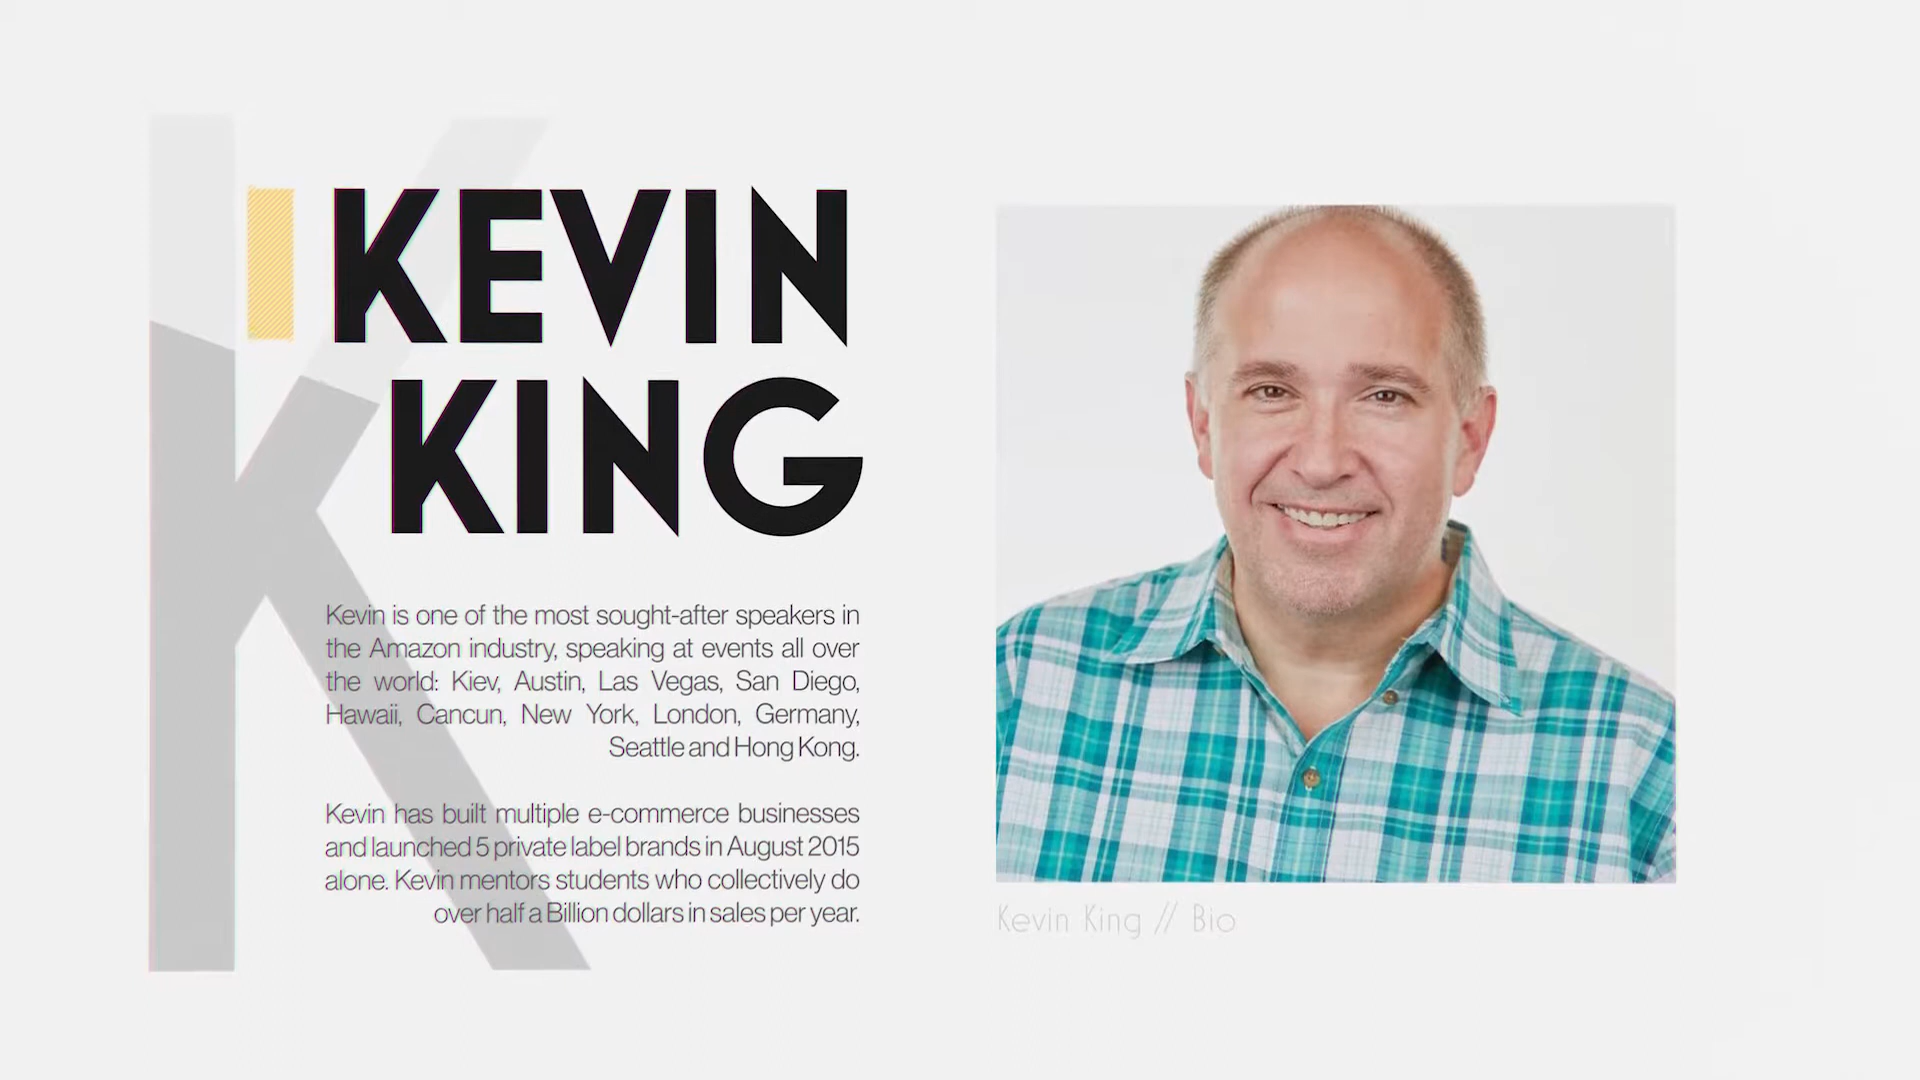 KEVIN
KING
Kevin is one of the most sought-after speakers in
the Amazon industry, speaking at events all over
the world: Kiev, Austin, Las Vegas, San Diego,
Hawaii, Cancun, New York, London, Germany,
Seattle and Hong Kong.
Kevin has built multiple e-commerce businesses
and launched 5 private label brands in August 2015
alone. Kevin mentors students who collectively do
over half a Billion dollars in sales per year.
Kevin King // Bio
K